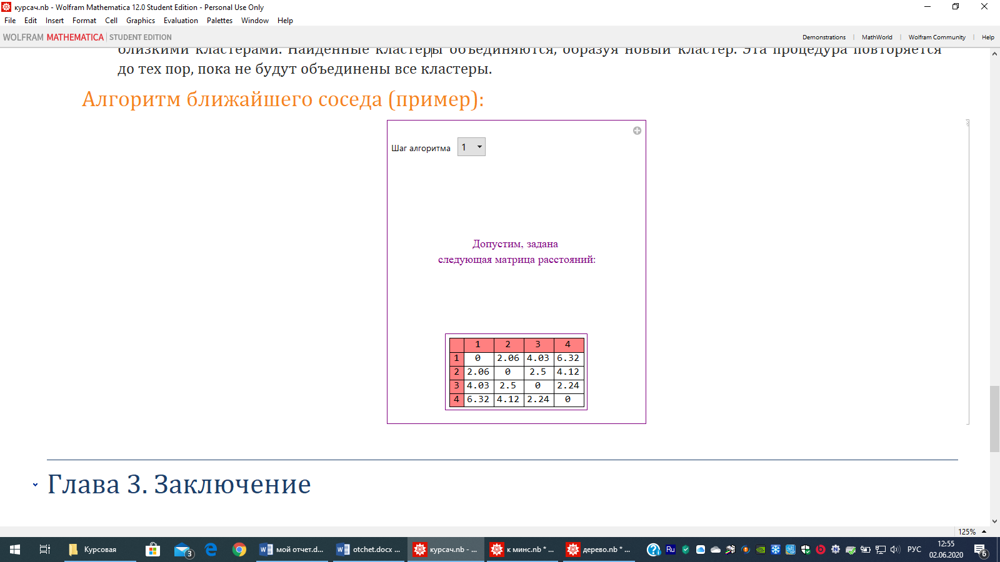 курсач.nb - Wolfram Mathematica 12.0 Student Edition - Personal Use Only
File Edit Insert Format Cell Graphics Evaluation Palettes Window Help
WOLFRAM MATHEMATICA | STUDENT EDITION
Demonstrations | MathWorld | Wolfram Community | Help
близкими кластерами. Найденные кластеры объединяются, образуя новый кластер. Эта процедура повторяется
до тех пор, пока не будут объединены все кластеры.
Алгоритм ближайшего соседа (пример):
Шаг алгоритма 1
Допустим, задана
следующая матрица расстояний:
1 2 3 4
1 0 2.06 4.03 6.32
2 2.06 0 2.5 4.12
3 4.03 2.5 0 2.24
4 6.32 4.12 2.24 0
Глава 3. Заключение
125%
Курсовая
3
мой отчет.d...
otchet.docx ...
курсач.nb - ...
к минс.nb * ...
дерево.nb * ...
Ru
РУС
12:55
02.06.2020
6